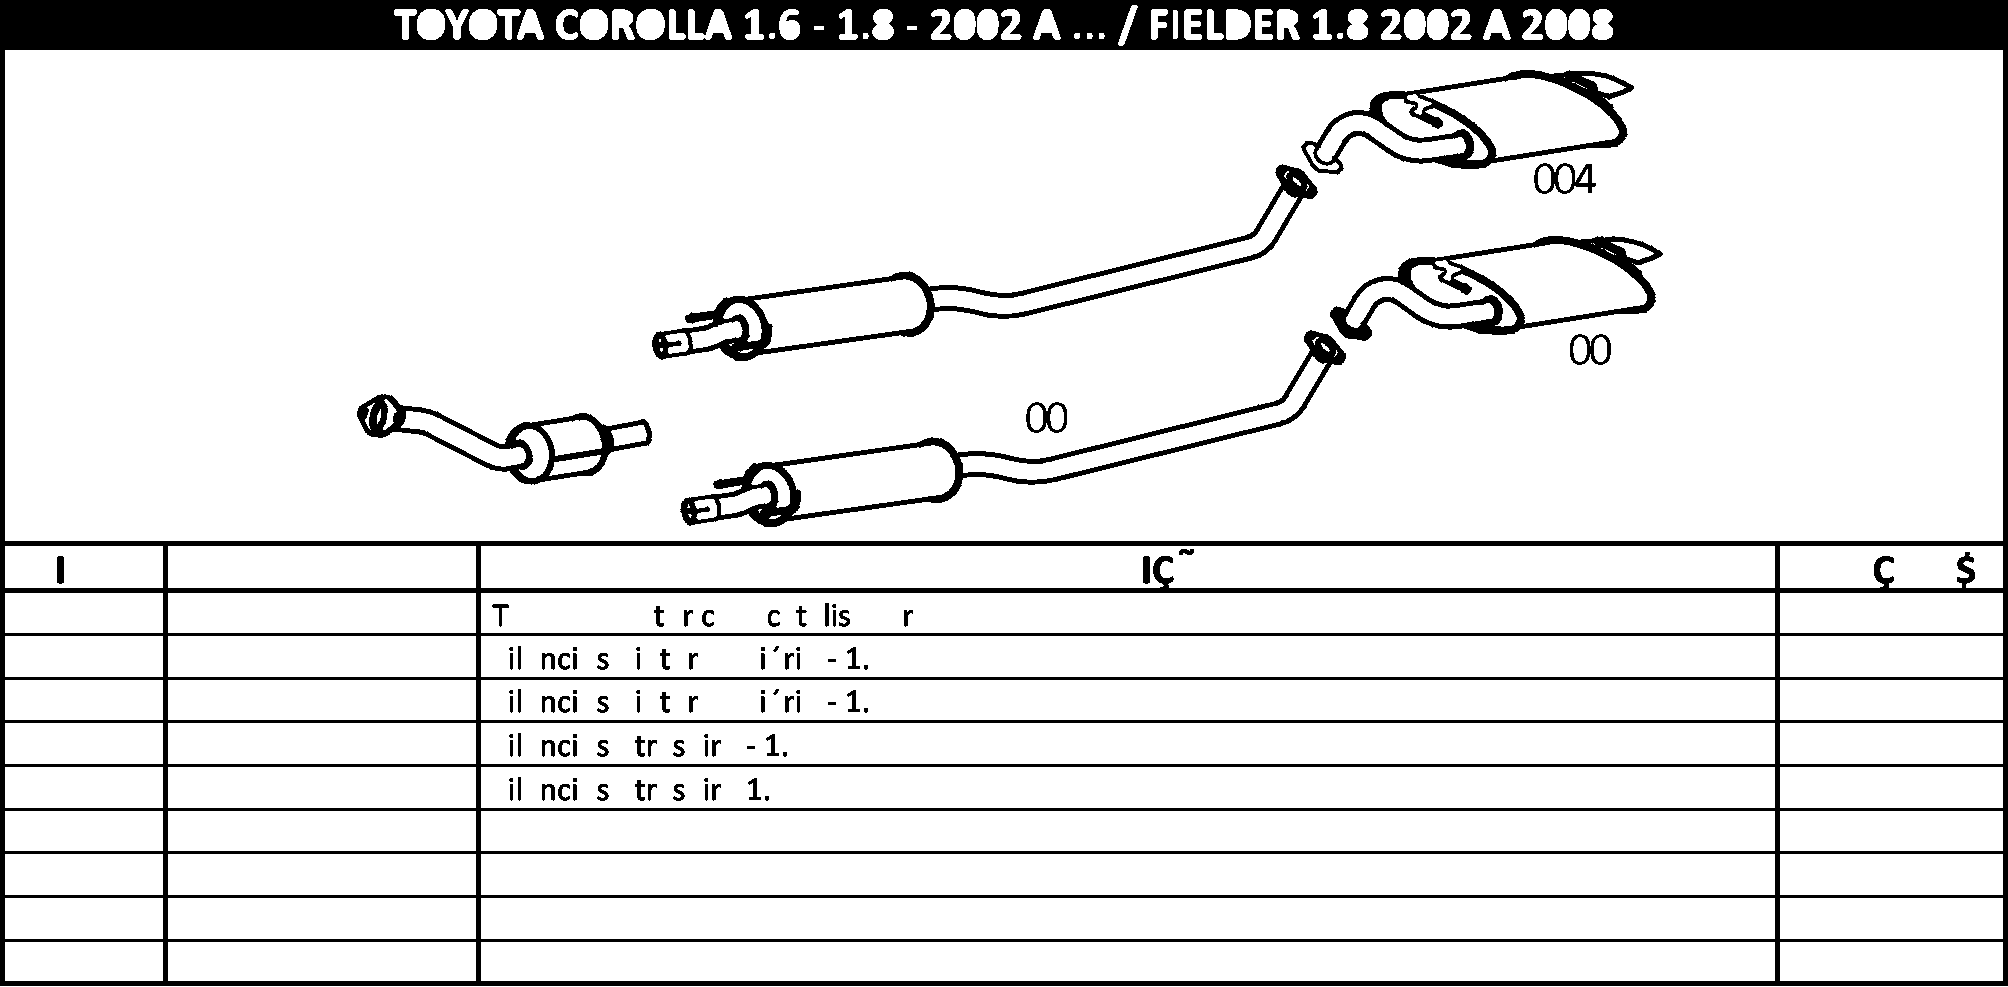 TOYOTA COROLLA 1.6 - 1.8 - 2002 A ... / FIELDER 1.8 2002 A 2008
004
00
00
I IÇ˜ Ç $
T t r c c t lis r
il nci s i t r i´ri - 1.
il nci s i t r i´ri - 1.
il nci s tr s ir - 1.
il nci s tr s ir 1.